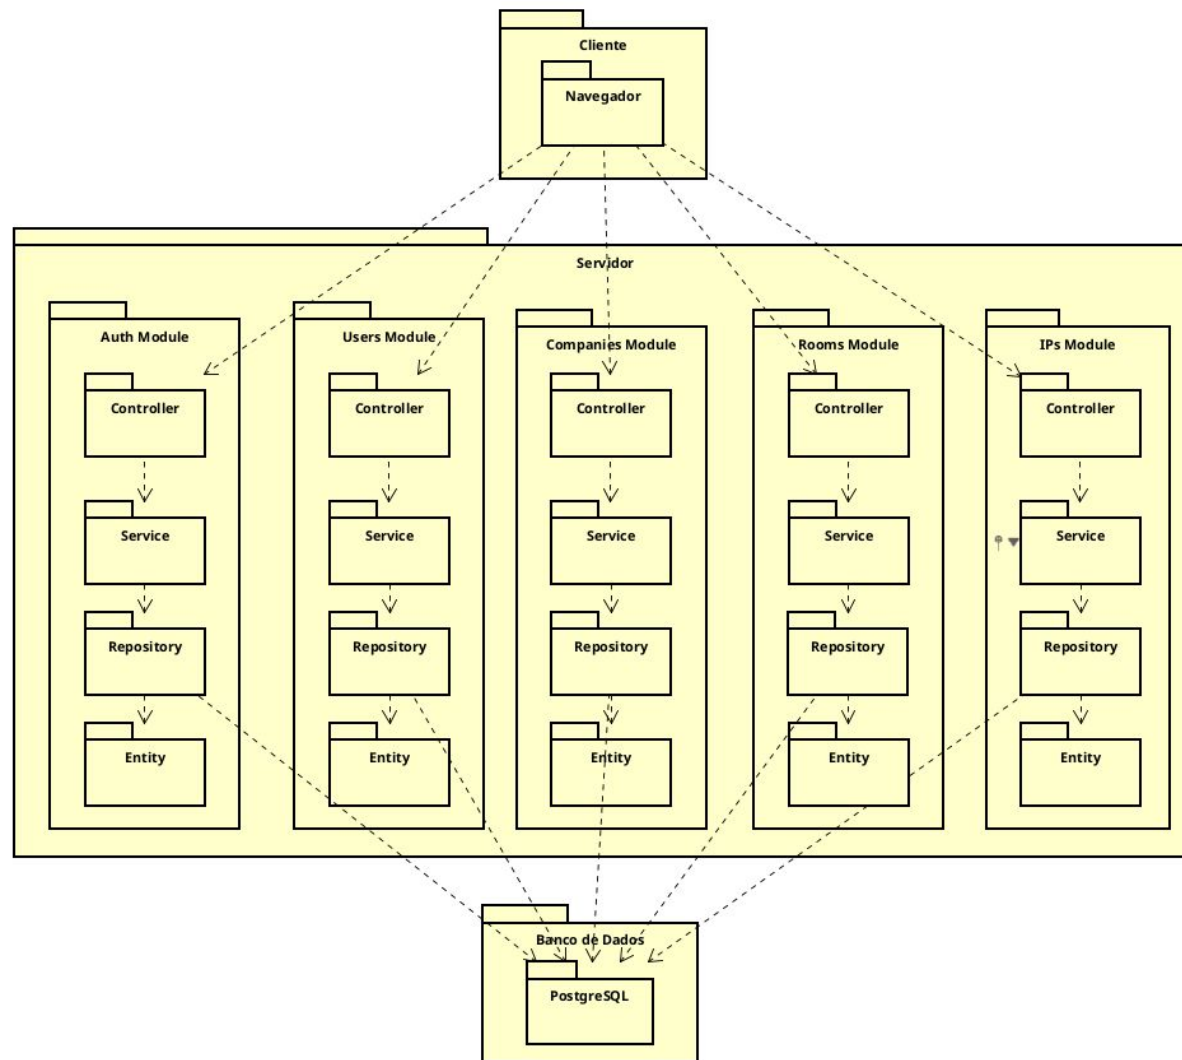 Cliente
Navegador
Servidor
Auth Module
Users Module
Companies Module
Rooms Module
IPs Module
Controller
Controller
Controller
Controller
Controller
Service
Service
Service
Service
Service
Repository
Repository
Repository
Repository
Repository
Entity
Entity
Entity
Entity
Entity
Banco de Dados
PostgreSQL